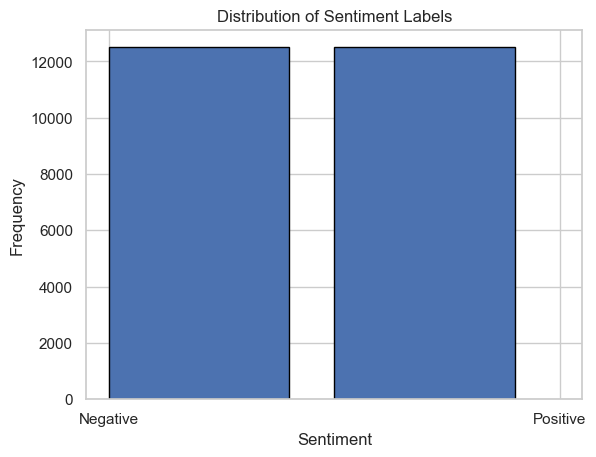 Distribution of Sentiment Labels
12000
10000
8000
6000
4000
2000
0
Frequency
Negative Positive
Sentiment